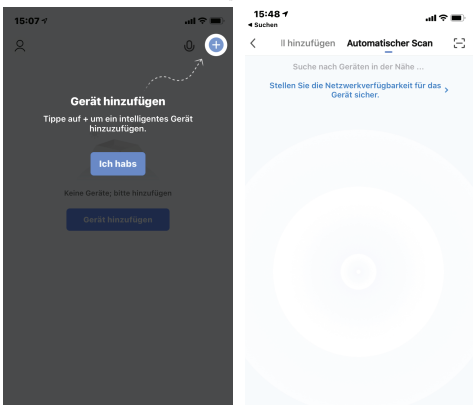 15:07
Gerät hinzufügen
Tippe auf + um ein intelligentes Gerät
hinzuzufügen.
Ich habs
Keine Geräte; bitte hinzufügen
Gerät hinzufügen
15:48
Suchen
ll hinzufügen Automatischer Scan
Suche nach Geräten in der Nähe ...
Stellen Sie die Netzwerkverfügbarkeit für das
Gerät sicher.